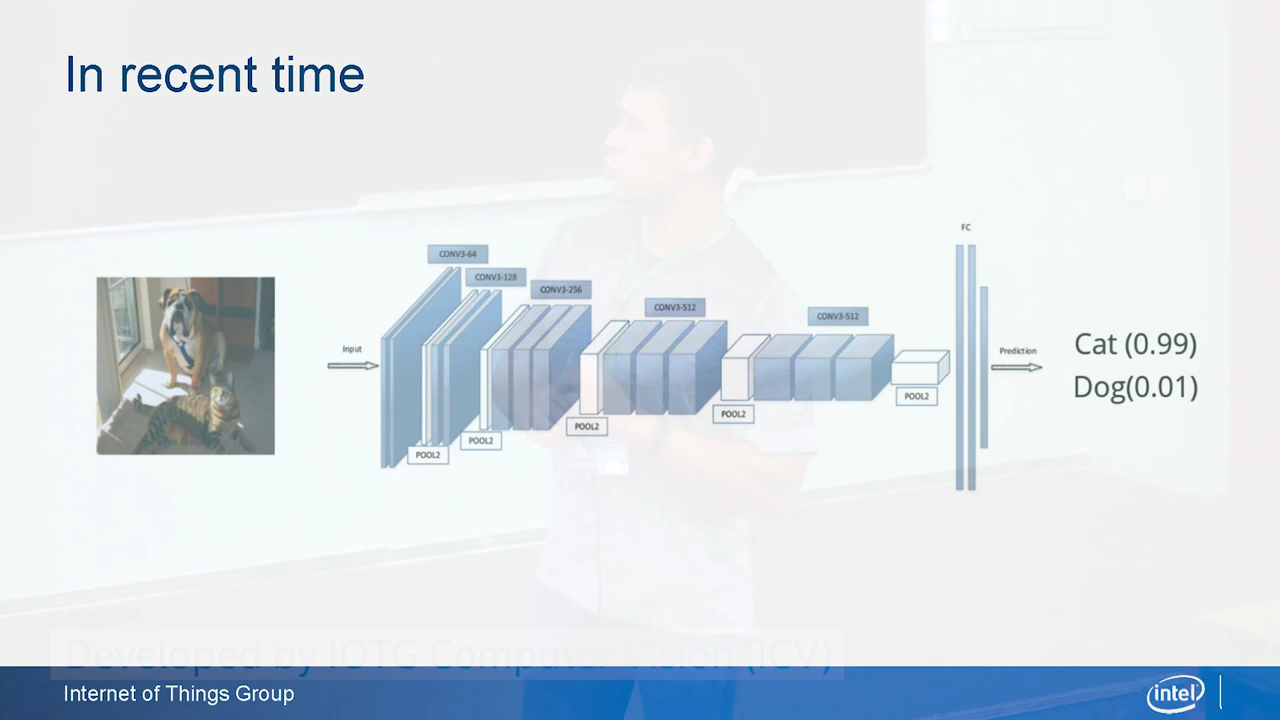 In recent time
FC
CONV3-64
CONV3-128
CONV3-256
CONV3-512
CONV3-512
Input
Prediction
Cat (0.99)
Dog(0.01)
POOL2
POOL2
POOL2
POOL2
POOL2
Developed by IOTG Computer Vision (ICV)
Internet of Things Group
intel